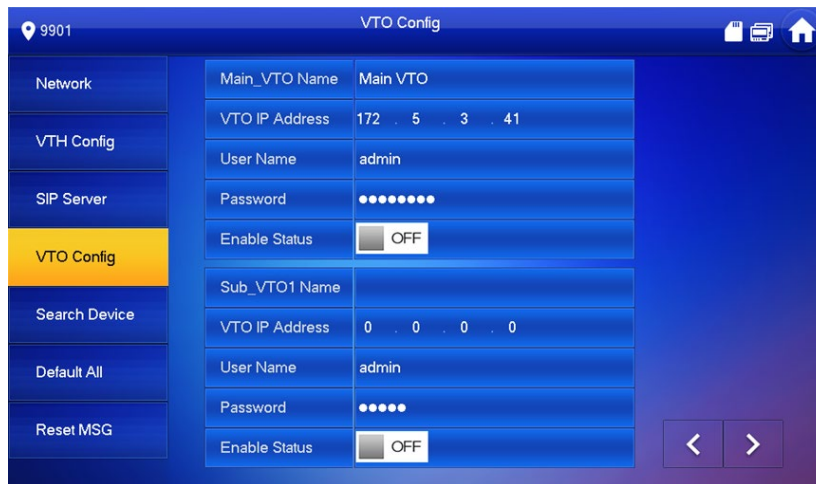 9901
VTO Config
Network
VTH Config
SIP Server
VTO Config
Search Device
Default All
Reset MSG
Main_VTO Name Main VTO
VTO IP Address 172 . 5 . 3 . 41
User Name admin
Password ●●●●●●●●
Enable Status OFF
Sub_VTO1 Name
VTO IP Address 0 . 0 . 0 . 0
User Name admin
Password ●●●●●
Enable Status OFF